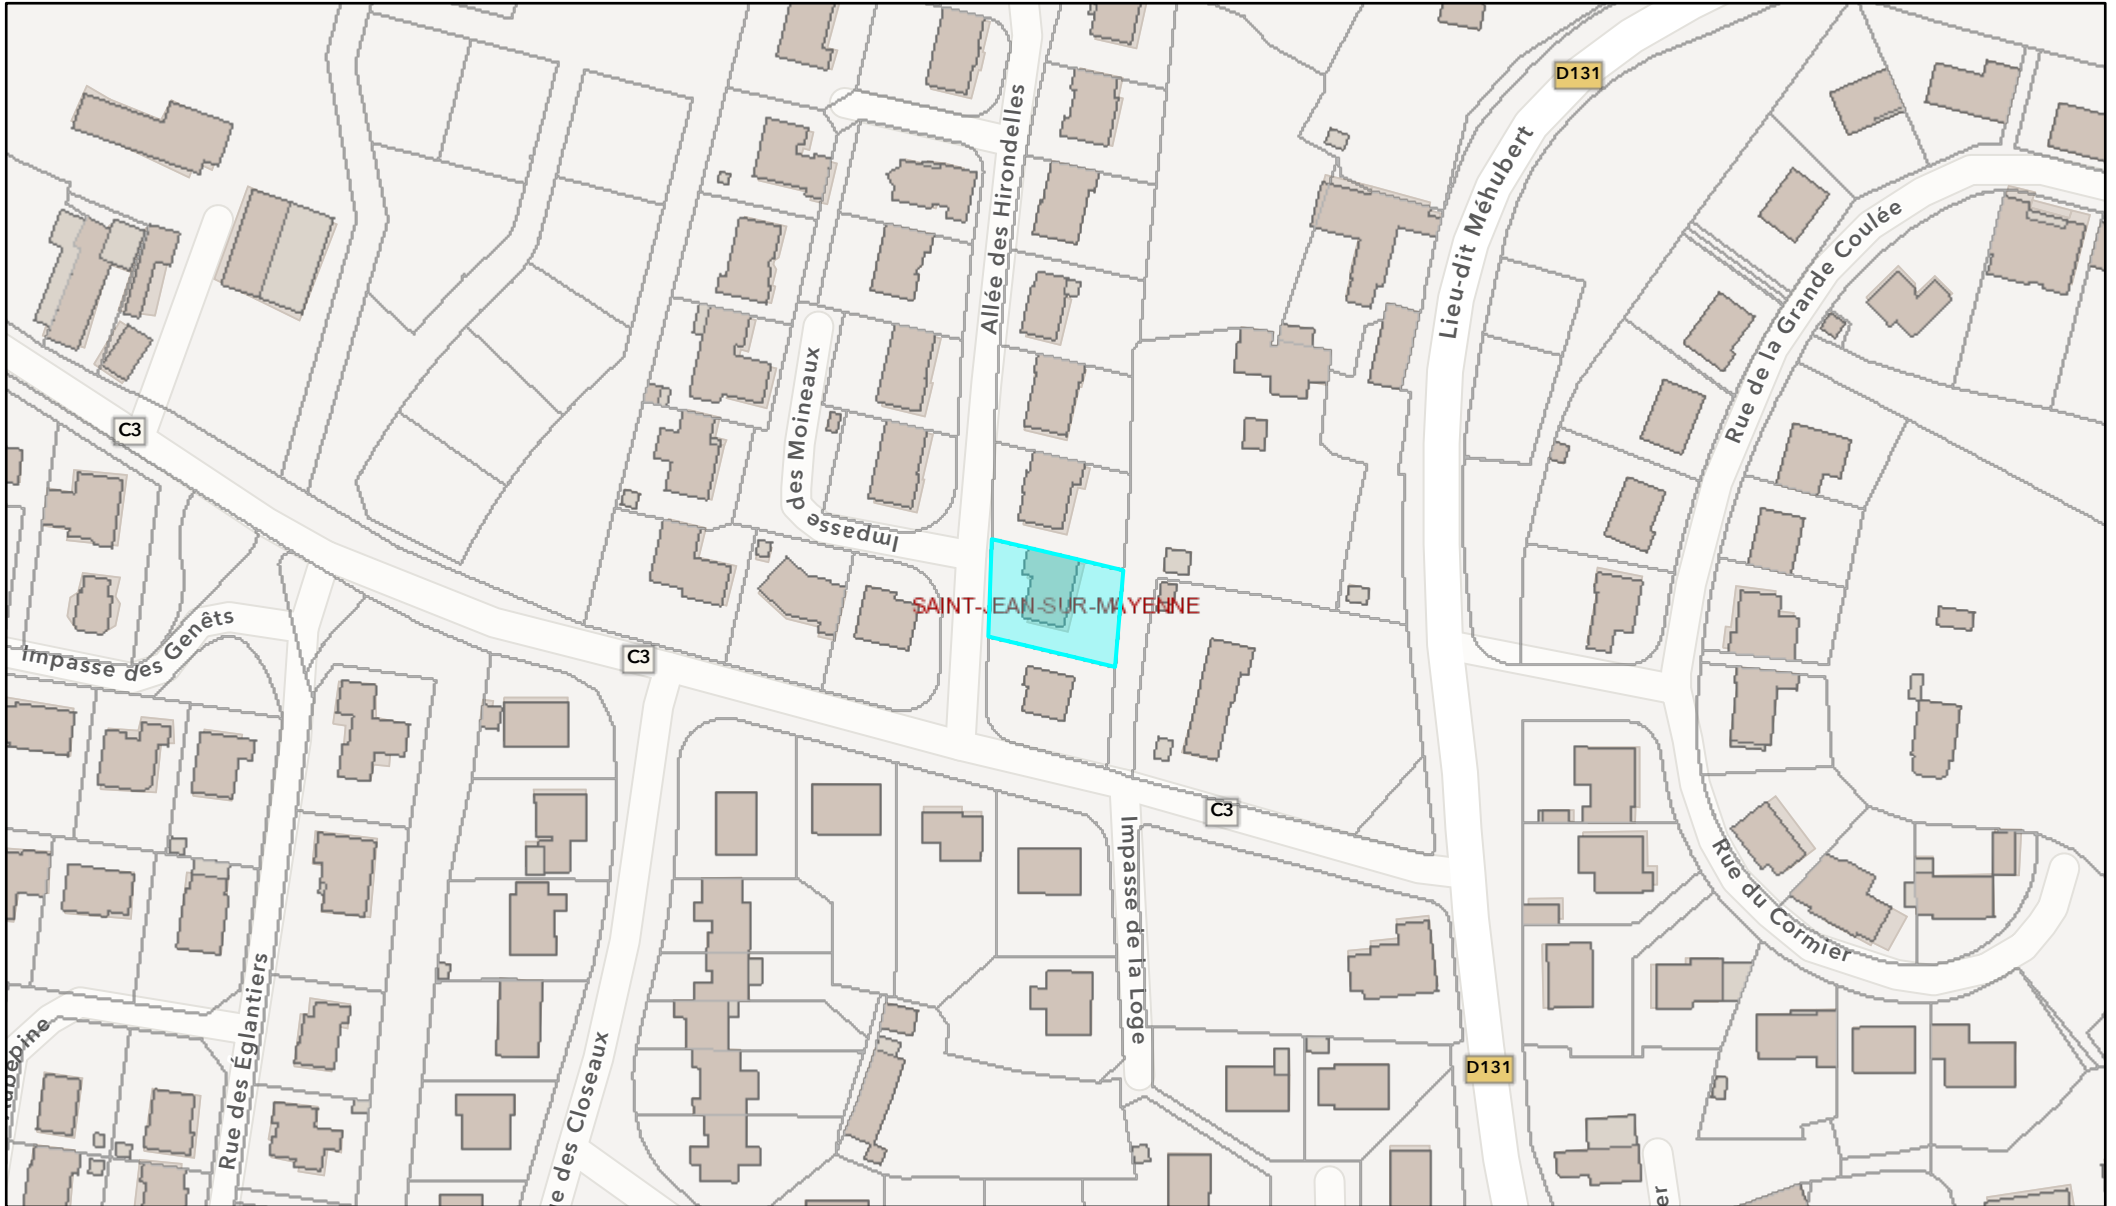 D131
Allée des Hirondelles
Lieu-dit Méhubert
Rue de la Grande Coulée
C3
Impasse des Moineaux
SAINT-JEAN-SUR-MAYENNE
Impasse des Genêts
C3
C3
Impasse de la Loge
Rue du Cormier
Rue des Églantiers
e des Closeaux
D131
er